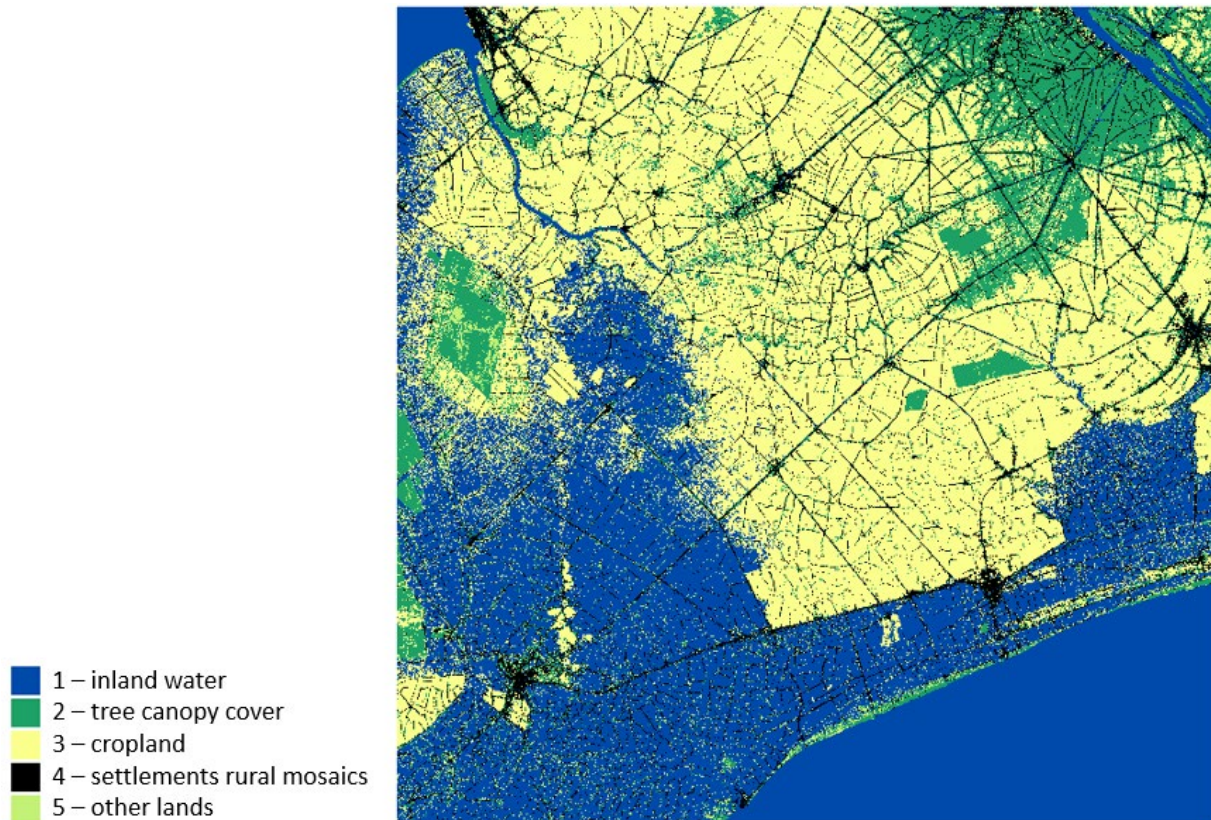 1 – inland water
2 – tree canopy cover
3 – cropland
4 – settlements rural mosaics
5 – other lands